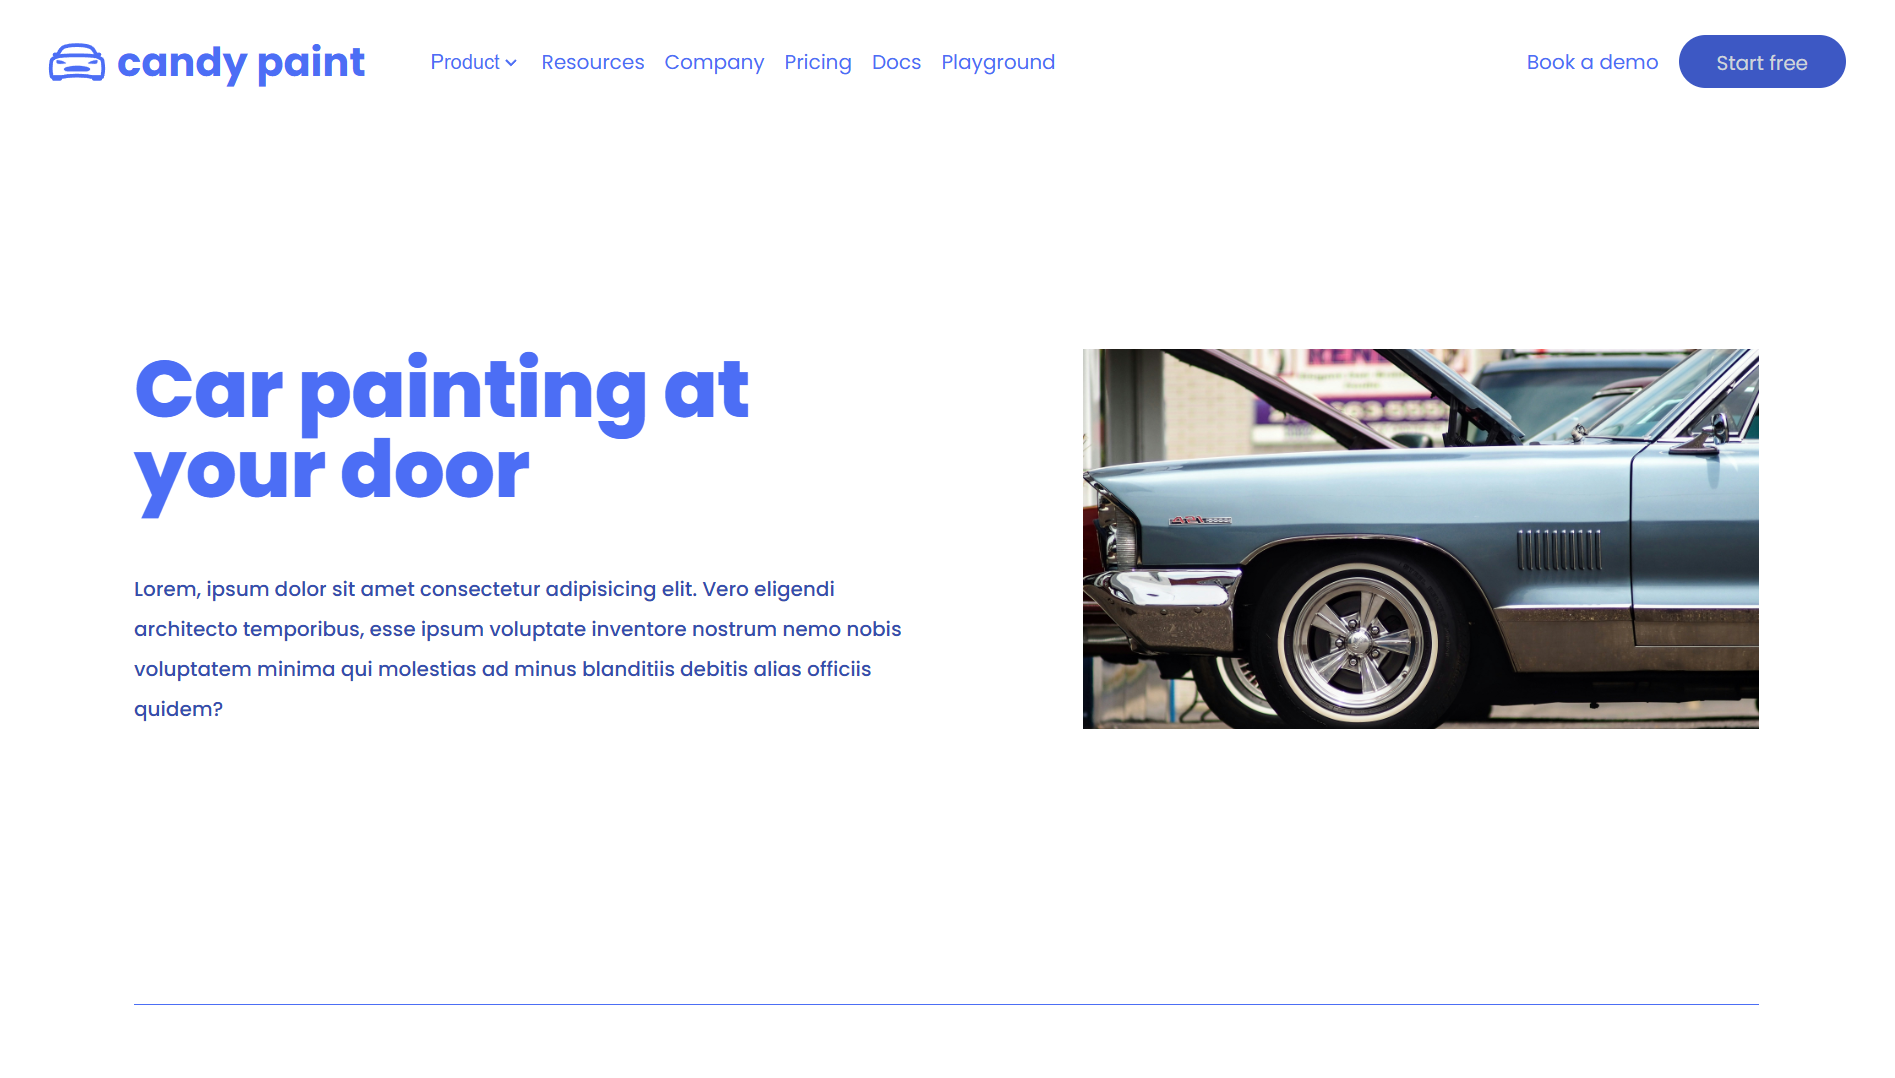 candy paint
Product Resources Company Pricing Docs Playground
Book a demo Start free
Car painting at
your door
Lorem, ipsum dolor sit amet consectetur adipisicing elit. Vero eligendi
architecto temporibus, esse ipsum voluptate inventore nostrum nemo nobis
voluptatem minima qui molestias ad minus blanditiis debitis alias officiis
quidem?